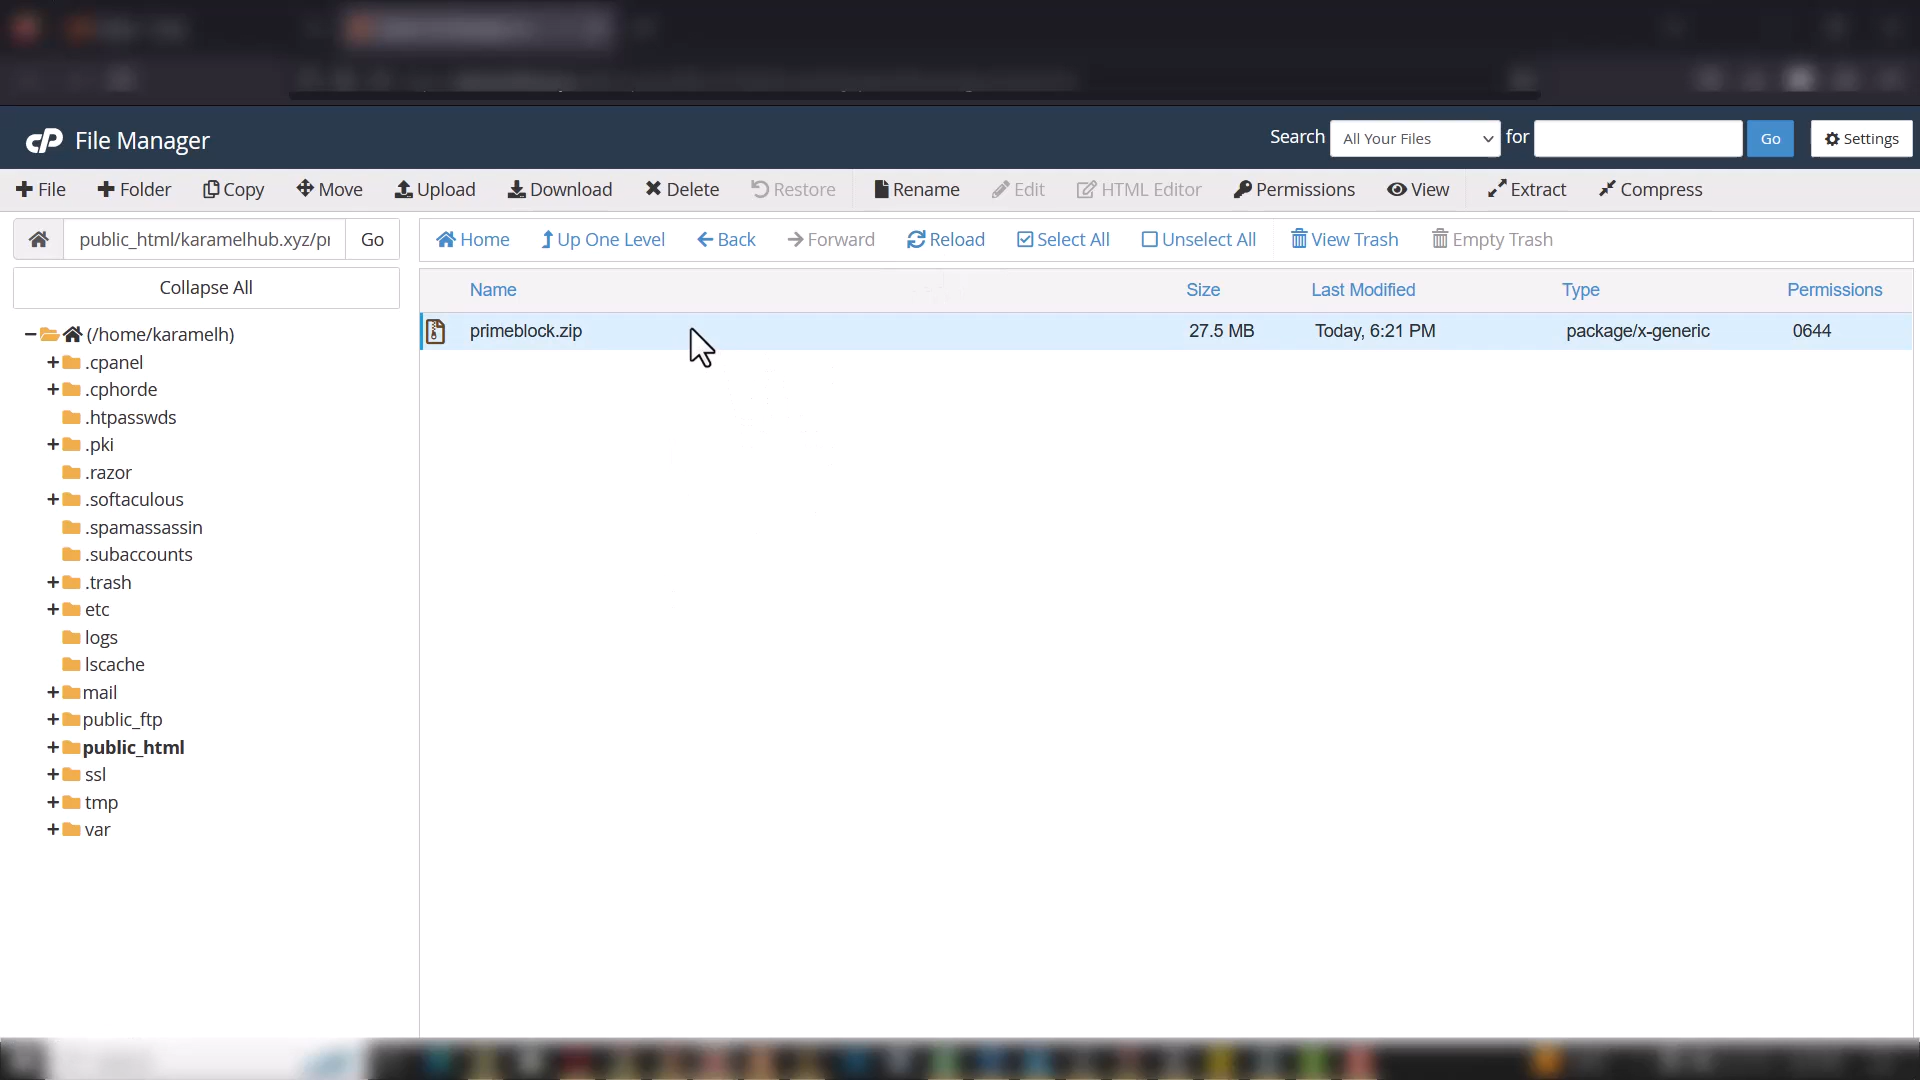 cP File Manager
Search All Your Files for Go Settings
File Folder Copy Move Upload Download Delete Restore Rename Edit HTML Editor Permissions View Extract Compress
public_html/karamelhub.xyz/pr Go
Home Up One Level Back Forward Reload Select All Unselect All View Trash Empty Trash
Collapse All
Name Size Last Modified Type Permissions
primeblock.zip 27.5 MB Today, 6:21 PM package/x-generic 0644
(/home/karamelh)
.cpanel
.cphorde
.htpasswds
.pki
.razor
.softaculous
.spamassassin
.subaccounts
.trash
etc
logs
lscache
mail
public_ftp
public_html
ssl
tmp
var